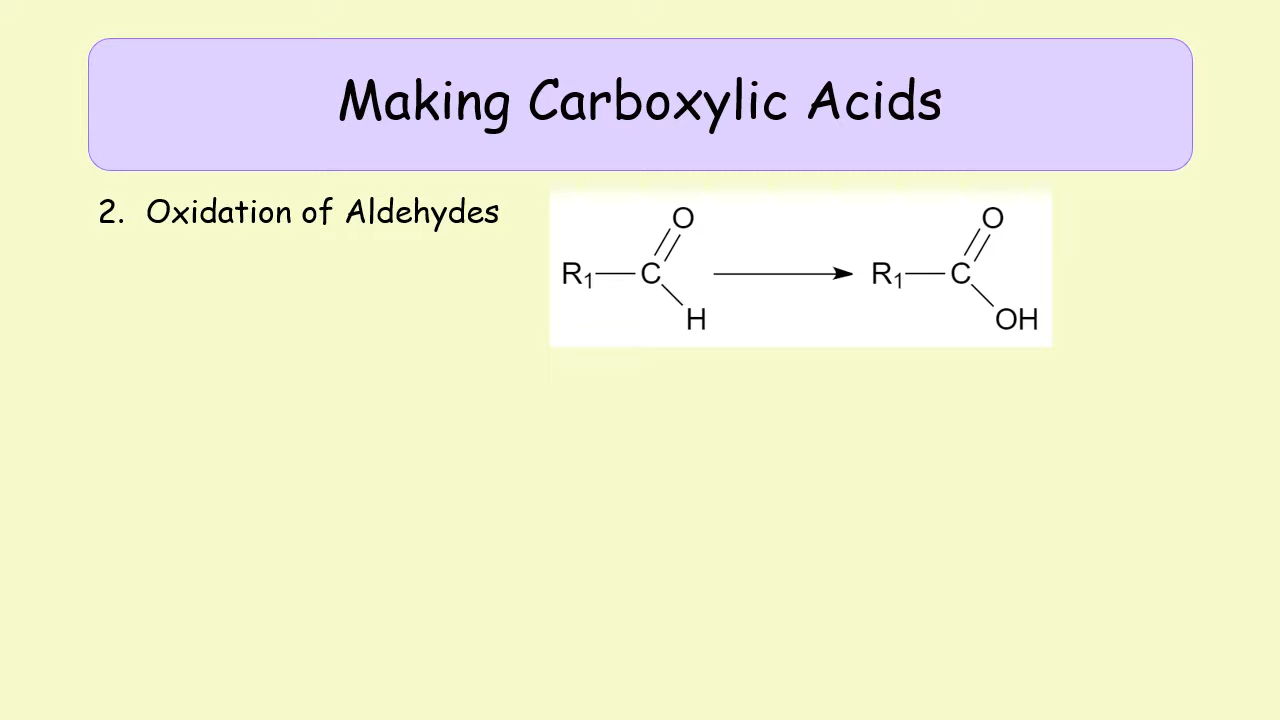 Making Carboxylic Acids
2. Oxidation of Aldehydes
O O
R₁ C R₁ C
H OH